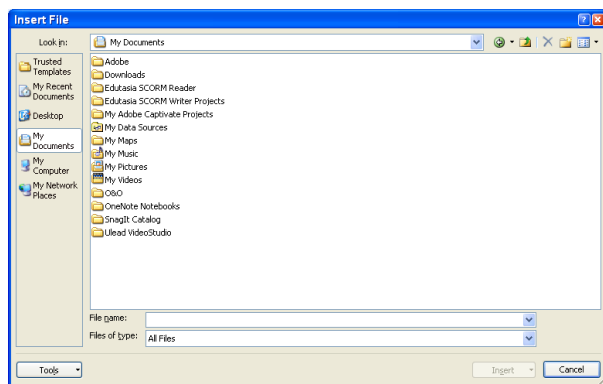 Insert File
Look in:
My Documents
Trusted
Templates
My Recent
Documents
Desktop
My
Documents
My
Computer
My Network
Places
Adobe
Downloads
Edutasia SCORM Reader
Edutasia SCORM Writer Projects
My Adobe Captivate Projects
My Data Sources
My Maps
My Music
My Pictures
My Videos
O&O
OneNote Notebooks
SnagIt Catalog
Ulead VideoStudio
File name:
Files of type:
All Files
Tools
Insert
Cancel